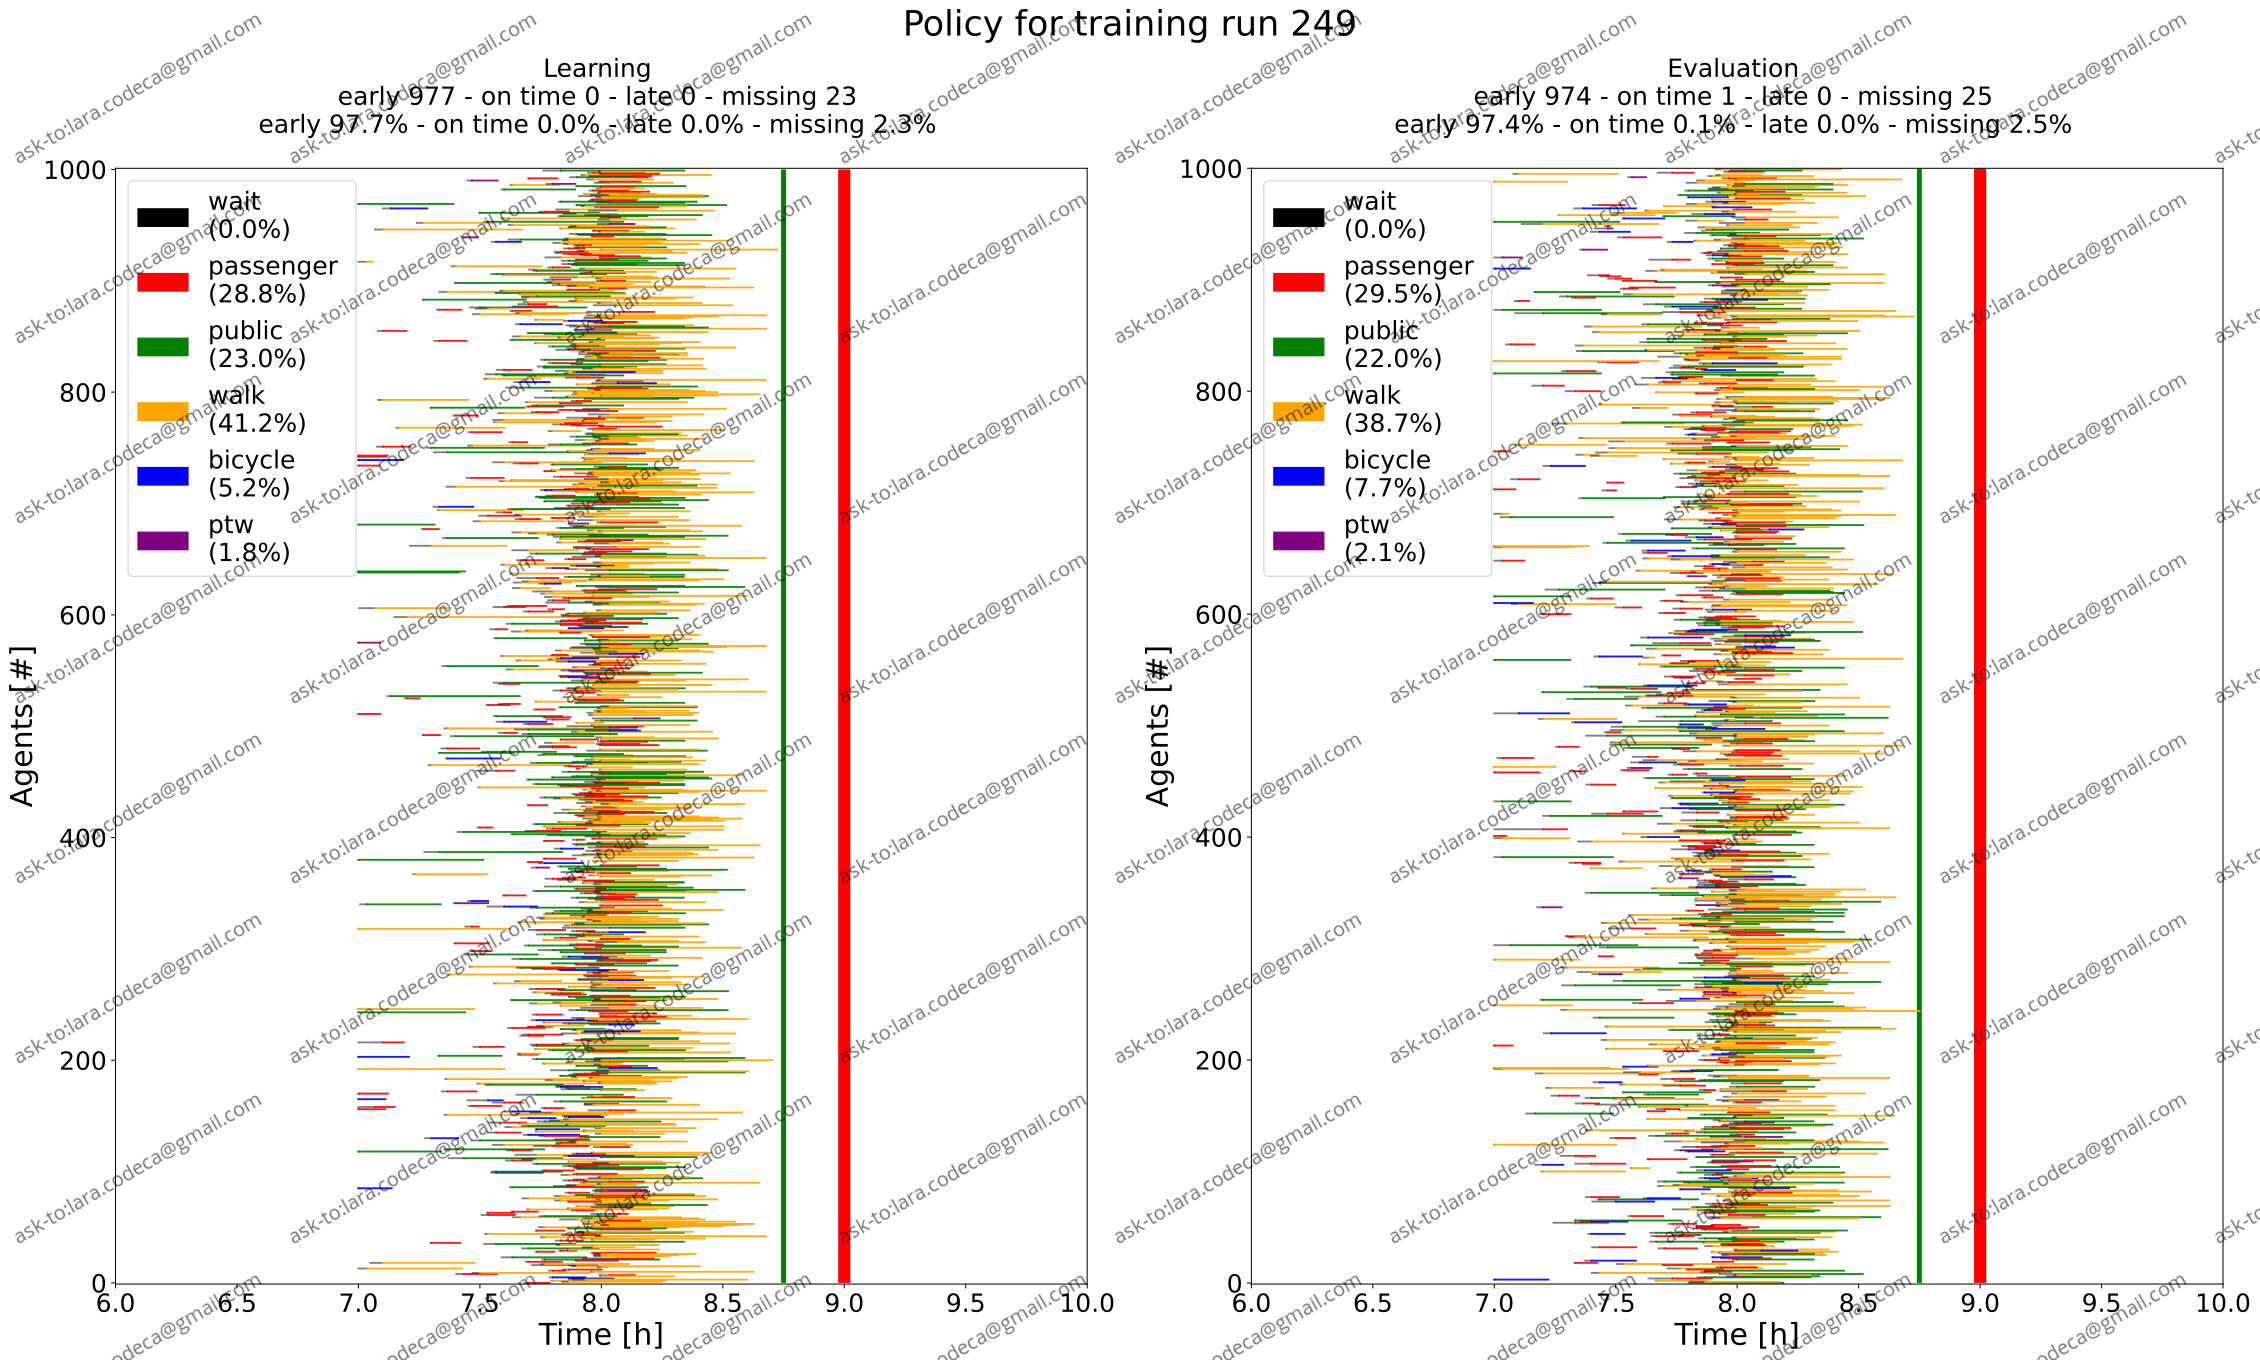 Policy for training run 249
Learning
early 977 - on time 0 - late 0 - missing 23
early 97.7% - on time 0.0% - late 0.0% - missing 2.3%
1000
800
600
400
200
0
Agents [#]
wait
(0.0%)
passenger
(28.8%)
public
(23.0%)
walk
(41.2%)
bicycle
(5.2%)
ptw
(1.8%)
6.0 6.5 7.0 7.5 8.0 8.5 9.0 9.5 10.0
Time [h]
Evaluation
early 974 - on time 1 - late 0 - missing 25
early 97.4% - on time 0.1% - late 0.0% - missing 2.5%
1000
800
600
400
200
0
Agents [#]
wait
(0.0%)
passenger
(29.5%)
public
(22.0%)
walk
(38.7%)
bicycle
(7.7%)
ptw
(2.1%)
6.0 6.5 7.0 7.5 8.0 8.5 9.0 9.5 10.0
Time [h]
ask-to:lara.codeca@gmail.com